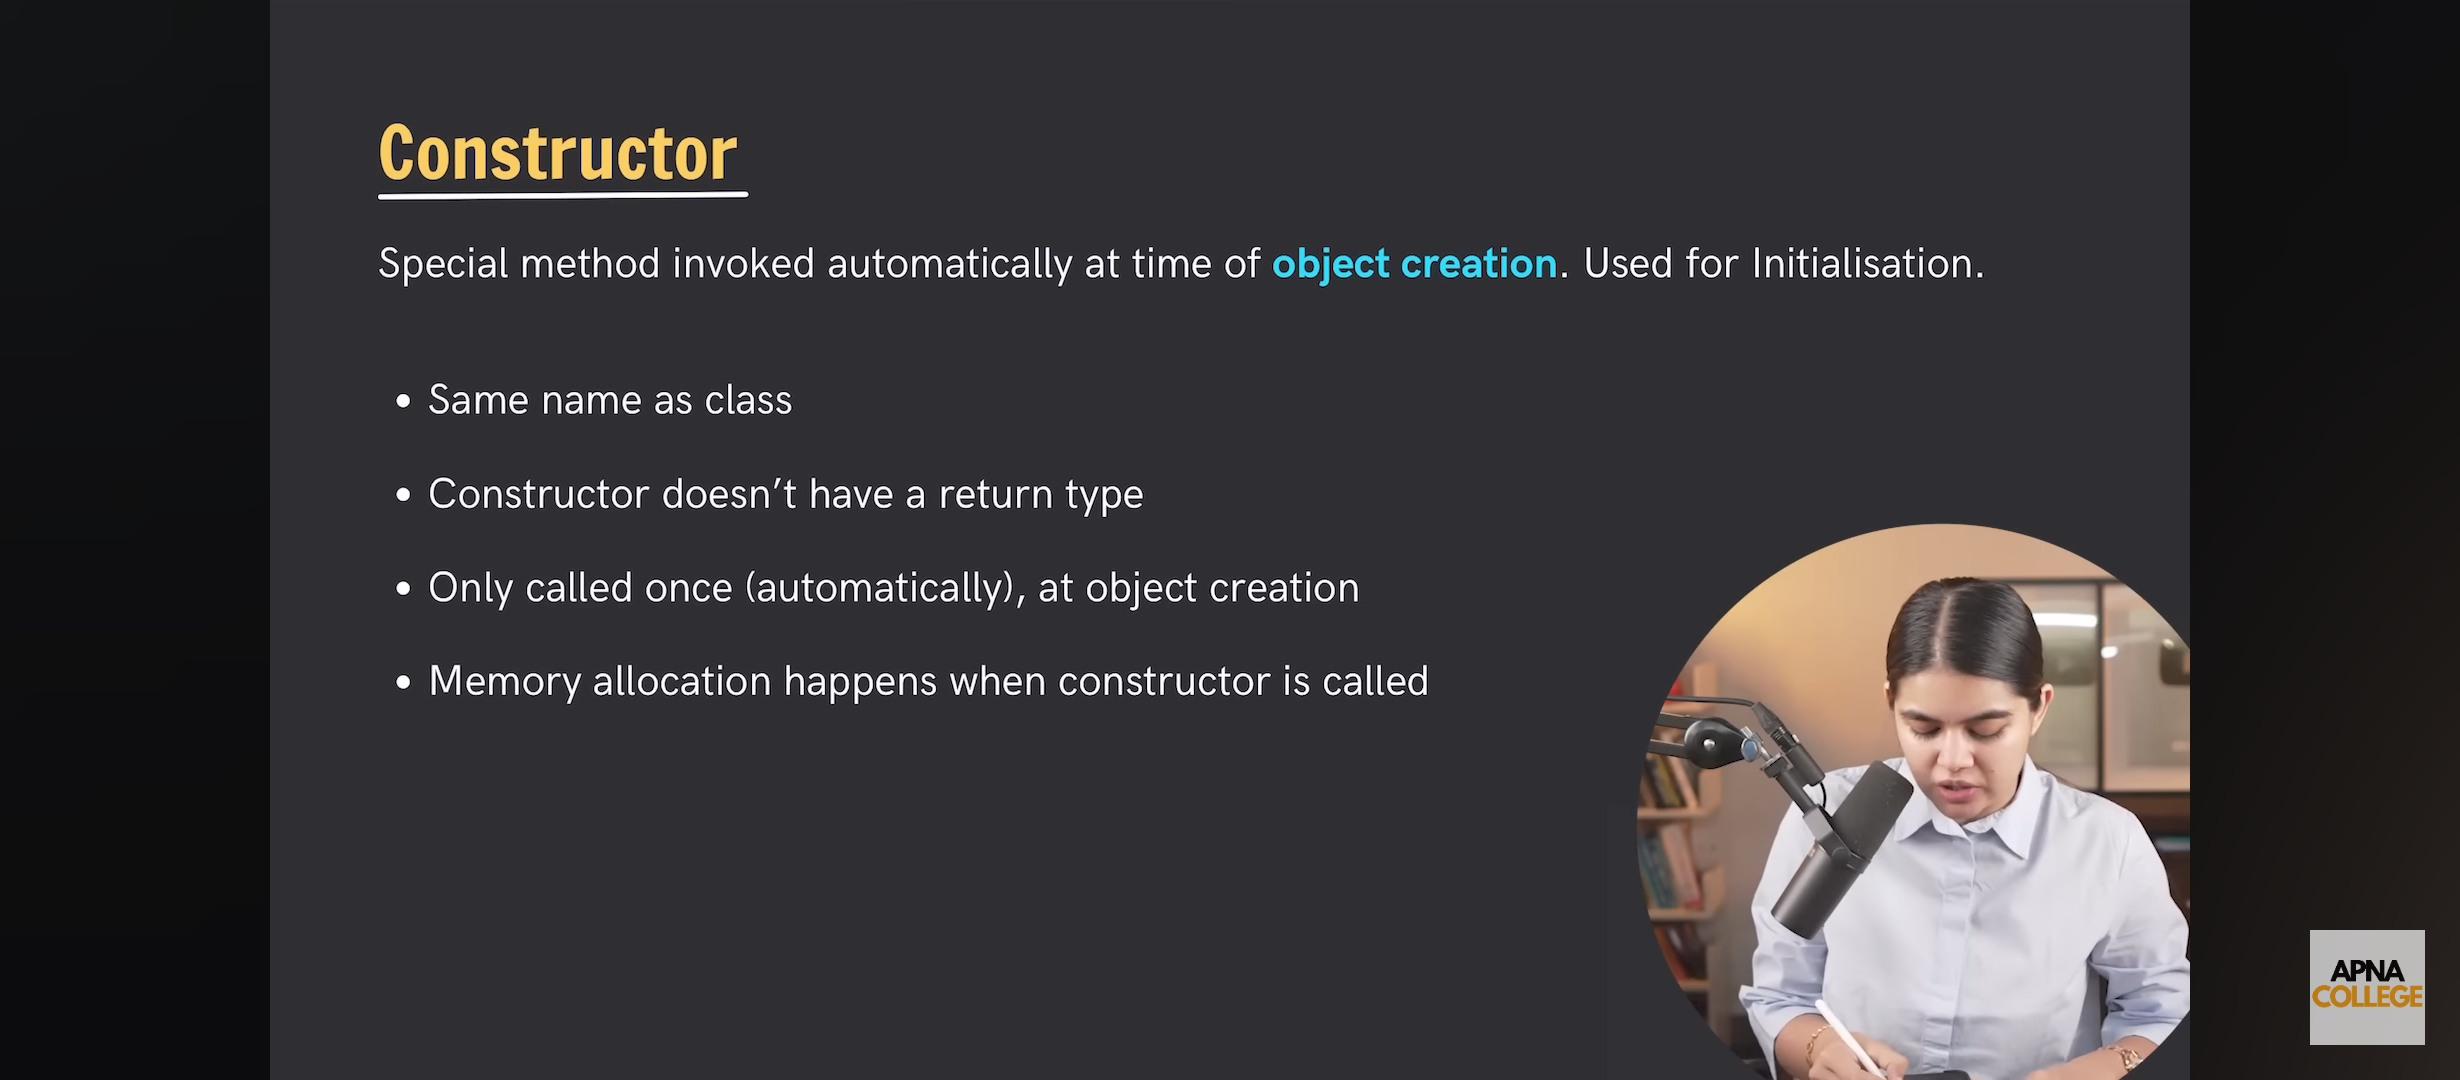 Constructor
Special method invoked automatically at time of object creation. Used for Initialisation.
• Same name as class
• Constructor doesn’t have a return type
• Only called once (automatically), at object creation
• Memory allocation happens when constructor is called
APNA
COLLEGE